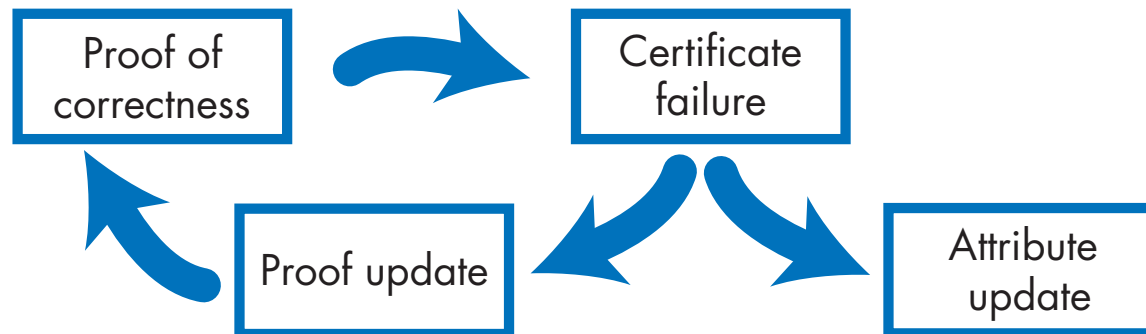 Proof of
correctness
Certificate
failure
Proof update
Attribute
update